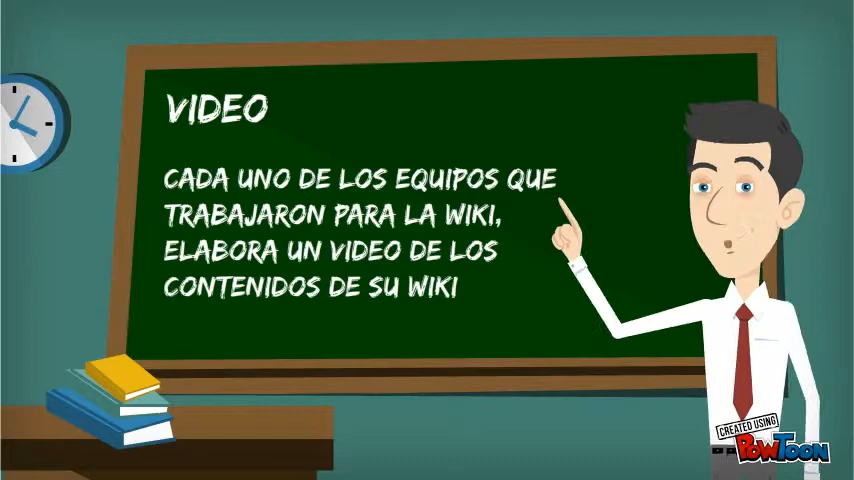 VIDEO
CADA UNO DE LOS EQUIPOS QUE
TRABAJARON PARA LA WIKI,
ELABORA UN VIDEO DE LOS
CONTENIDOS DE SU WIKI
CREATED USING
POWTOON